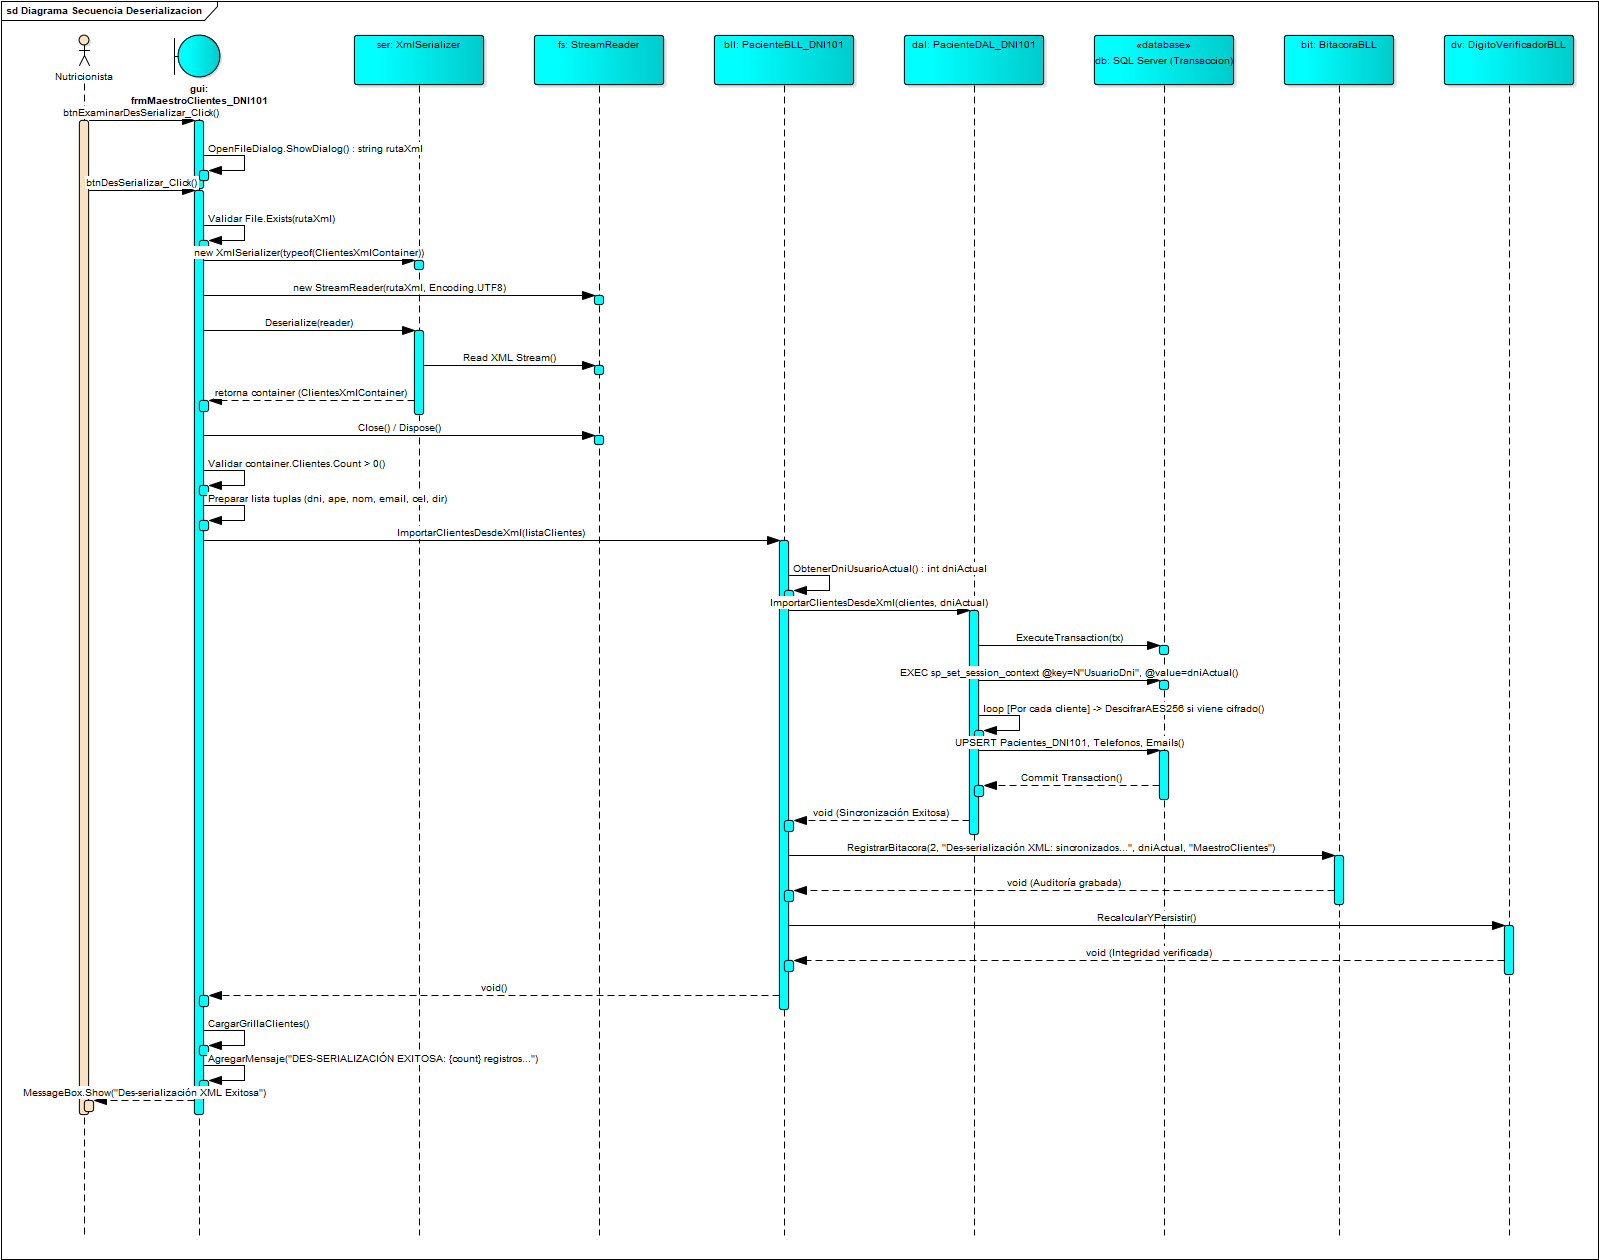 sd Diagrama Secuencia Deserializacion
Nutricionista
gui:
frmMaestroClientes_DNI101
ser: XmlSerializer
fs: StreamReader
bll: PacienteBLL_DNI101
dal: PacienteDAL_DNI101
«database»
db: SQL Server (Transaccion)
bit: BitacoraBLL
dv: DigitoVerificadorBLL
btnExaminarDesSerializar_Click()
OpenFileDialog.ShowDialog() : string rutaXml
btnDesSerializar_Click()
Validar File.Exists(rutaXml)
new XmlSerializer(typeof(ClientesXmlContainer))
new StreamReader(rutaXml, Encoding.UTF8)
Deserialize(reader)
Read XML Stream()
retorna container (ClientesXmlContainer)
Close() / Dispose()
Validar container.Clientes.Count > 0()
Preparar lista tuplas (dni, ape, nom, email, cel, dir)
ImportarClientesDesdeXml(listaClientes)
ObtenerDniUsuarioActual() : int dniActual
ImportarClientesDesdeXml(clientes, dniActual)
ExecuteTransaction(tx)
EXEC sp_set_session_context @key=N"UsuarioDni", @value=dniActual()
loop [Por cada cliente] -> DescifrarAES256 si viene cifrado()
UPSERT Pacientes_DNI101, Telefonos, Emails()
Commit Transaction()
void (Sincronización Exitosa)
RegistrarBitacora(2, "Des-serialización XML: sincronizados...", dniActual, "MaestroClientes")
void (Auditoría grabada)
RecalcularYPersistir()
void (Integridad verificada)
void()
CargarGrillaClientes()
AgregarMensaje("DES-SERIALIZACIÓN EXITOSA: {count} registros...")
MessageBox.Show("Des-serialización XML Exitosa")